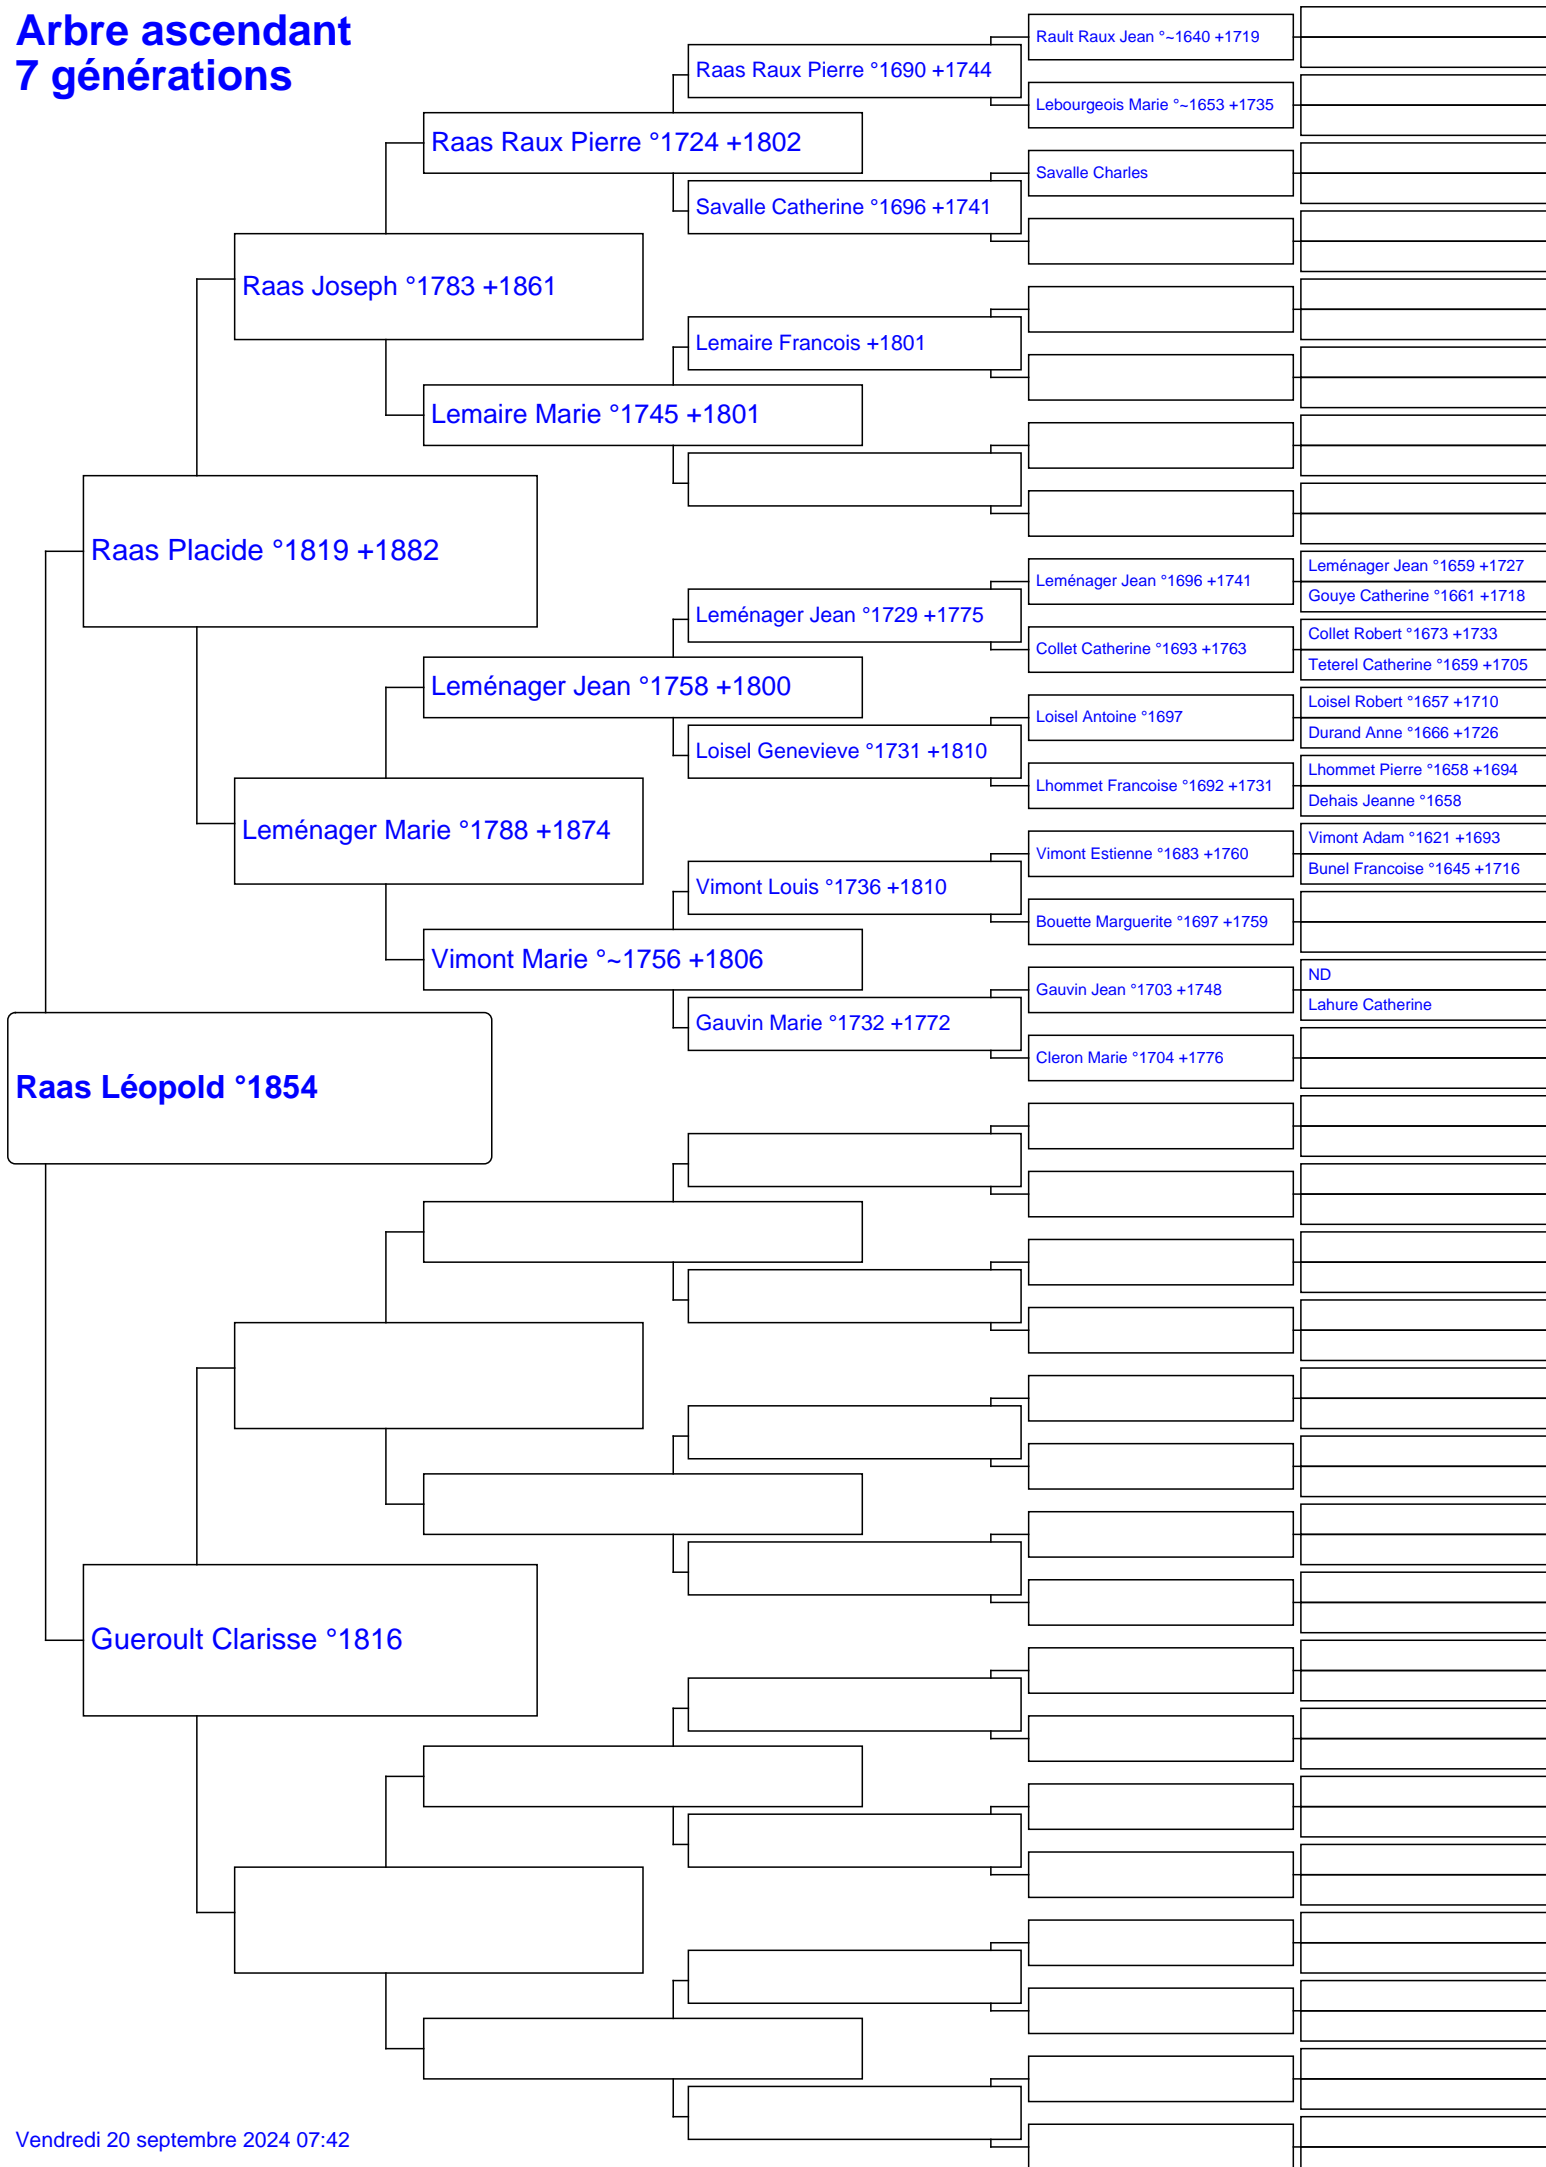 Arbre ascendant
7 générations
Rault Raux Jean °~1640 +1719
Raas Raux Pierre °1690 +1744
Lebourgeois Marie °~1653 +1735
Raas Raux Pierre °1724 +1802
Savalle Charles
Savalle Catherine °1696 +1741
Raas Joseph °1783 +1861
Lemaire Francois +1801
Lemaire Marie °1745 +1801
Raas Placide °1819 +1882
Leménager Jean °1659 +1727
Leménager Jean °1696 +1741
Gouye Catherine °1661 +1718
Leménager Jean °1729 +1775
Collet Robert °1673 +1733
Collet Catherine °1693 +1763
Teterel Catherine °1659 +1705
Leménager Jean °1758 +1800
Loisel Robert °1657 +1710
Loisel Antoine °1697
Durand Anne °1666 +1726
Loisel Genevieve °1731 +1810
Lhommet Pierre °1658 +1694
Lhommet Francoise °1692 +1731
Dehais Jeanne °1658
Leménager Marie °1788 +1874
Vimont Adam °1621 +1693
Vimont Estienne °1683 +1760
Bunel Francoise °1645 +1716
Vimont Louis °1736 +1810
Bouette Marguerite °1697 +1759
Vimont Marie °~1756 +1806
ND
Gauvin Jean °1703 +1748
Lahure Catherine
Gauvin Marie °1732 +1772
Cleron Marie °1704 +1776
Raas Léopold °1854
Gueroult Clarisse °1816
Vendredi 20 septembre 2024 07:42